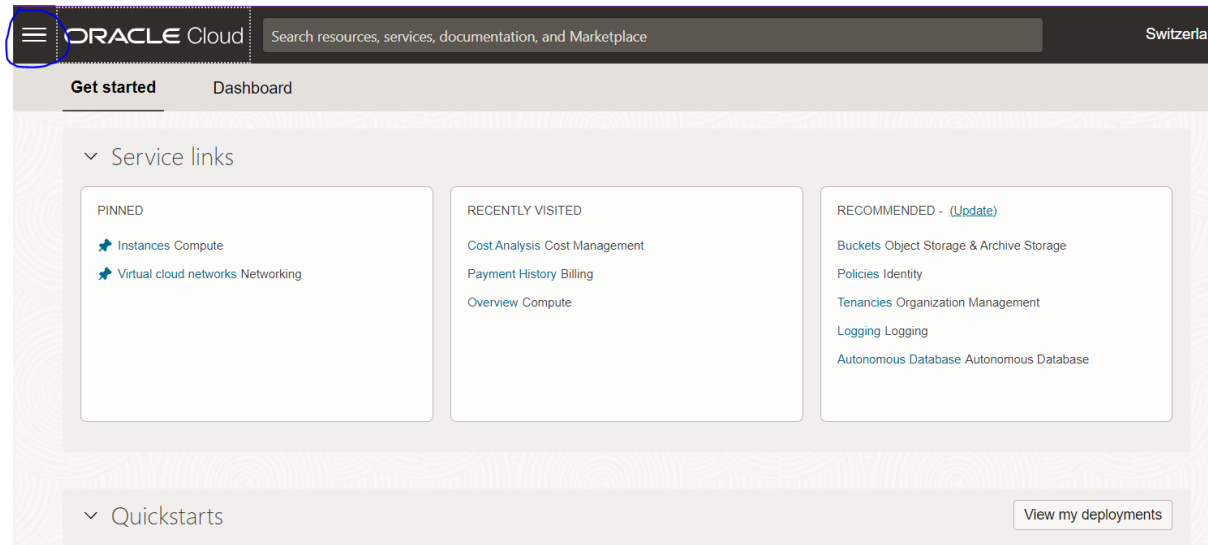 ORACLE Cloud
Search resources, services, documentation, and Marketplace
Switzerla
Get started
Dashboard
Service links
PINNED
Instances Compute
Virtual cloud networks Networking
RECENTLY VISITED
Cost Analysis Cost Management
Payment History Billing
Overview Compute
RECOMMENDED - (Update)
Buckets Object Storage & Archive Storage
Policies Identity
Tenancies Organization Management
Logging Logging
Autonomous Database Autonomous Database
Quickstarts
View my deployments